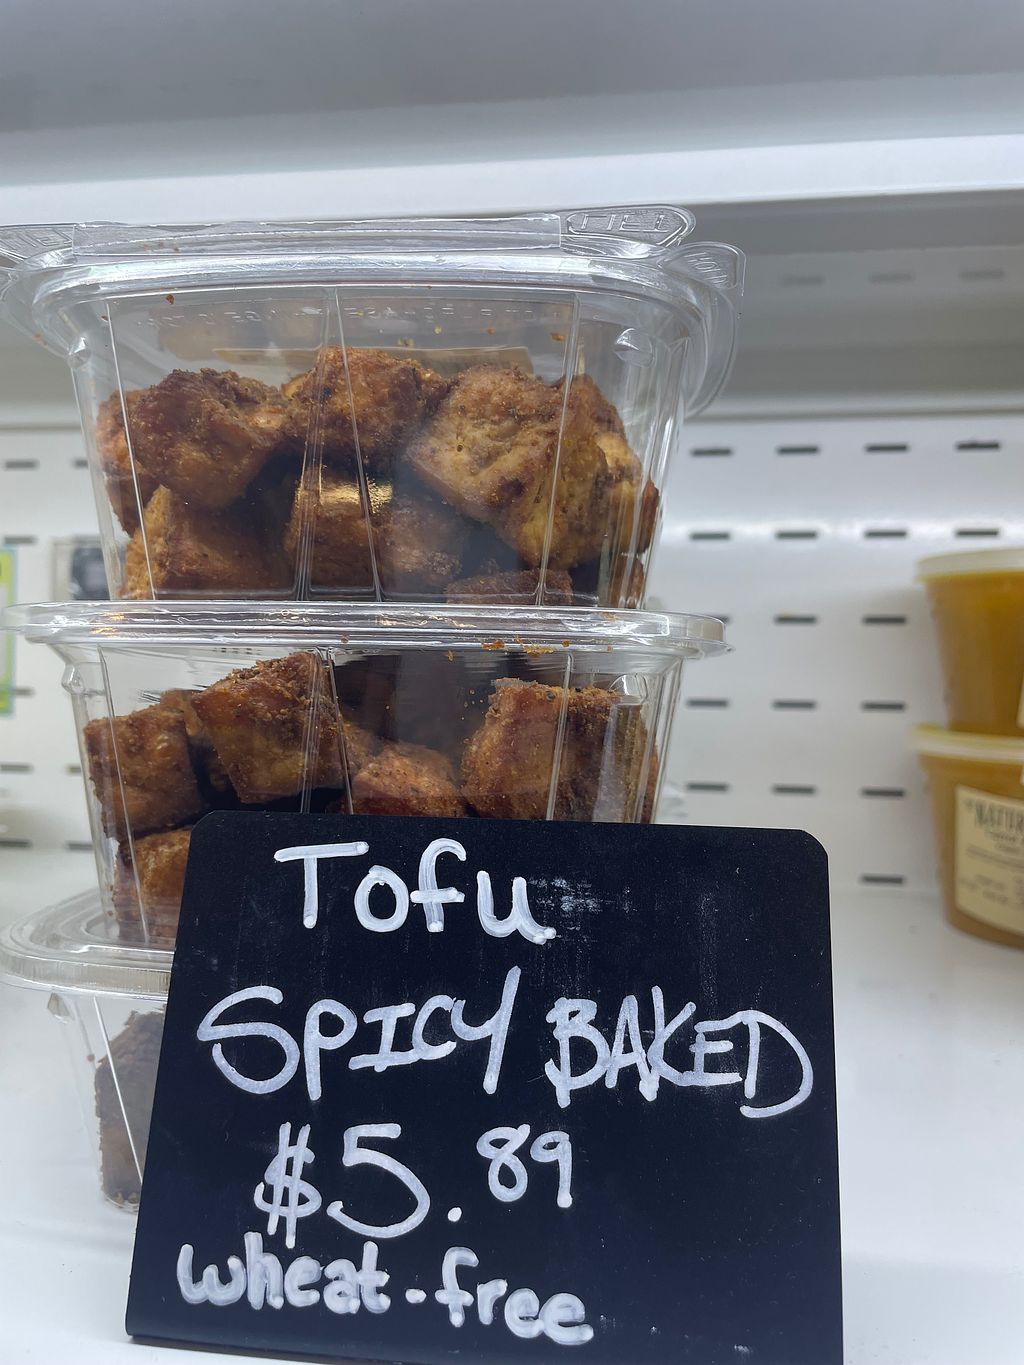 Tofu
SPICY BAKED
$5.89
wheat-free